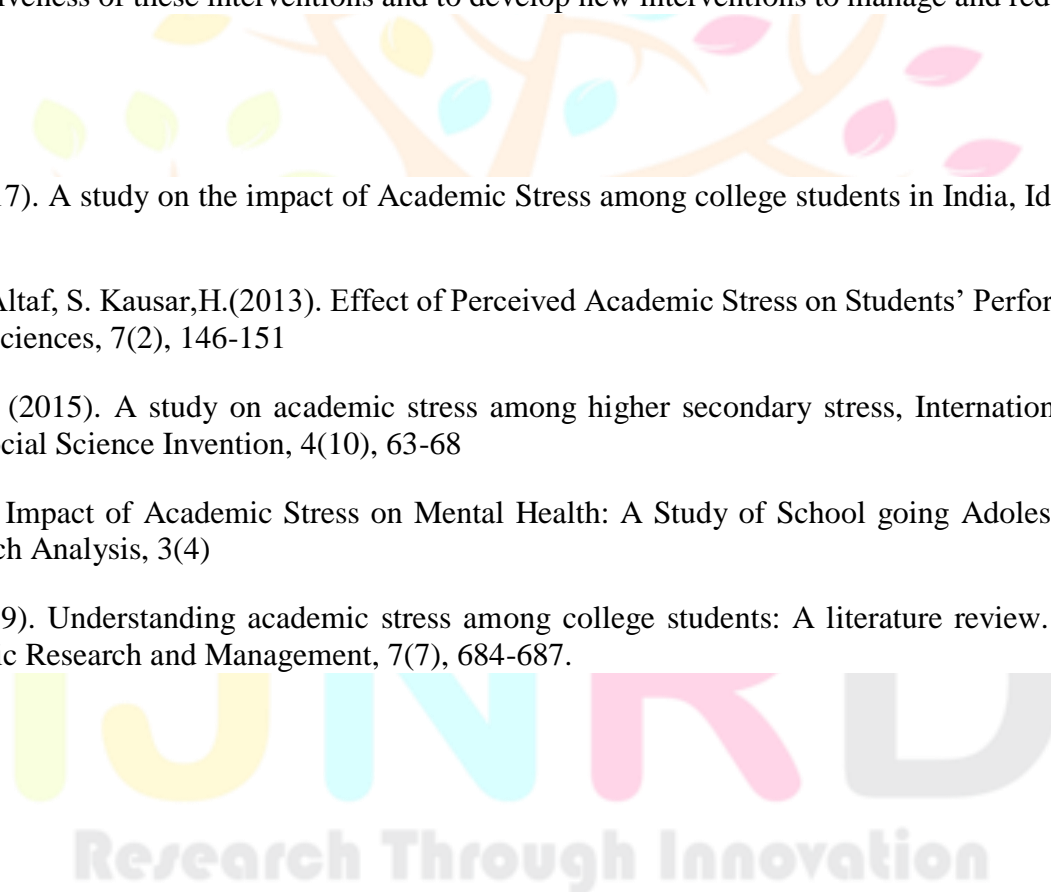 iveness of these interventions and to develop new interventions to manage and red
17). A study on the impact of Academic Stress among college students in India, Id
Altaf, S. Kausar,H.(2013). Effect of Perceived Academic Stress on Students’ Perfor
ciences, 7(2), 146-151
(2015). A study on academic stress among higher secondary stress, Internation
cial Science Invention, 4(10), 63-68
Impact of Academic Stress on Mental Health: A Study of School going Adoles
ch Analysis, 3(4)
9). Understanding academic stress among college students: A literature review.
ic Research and Management, 7(7), 684-687.
IJNRD
Research Through Innovation